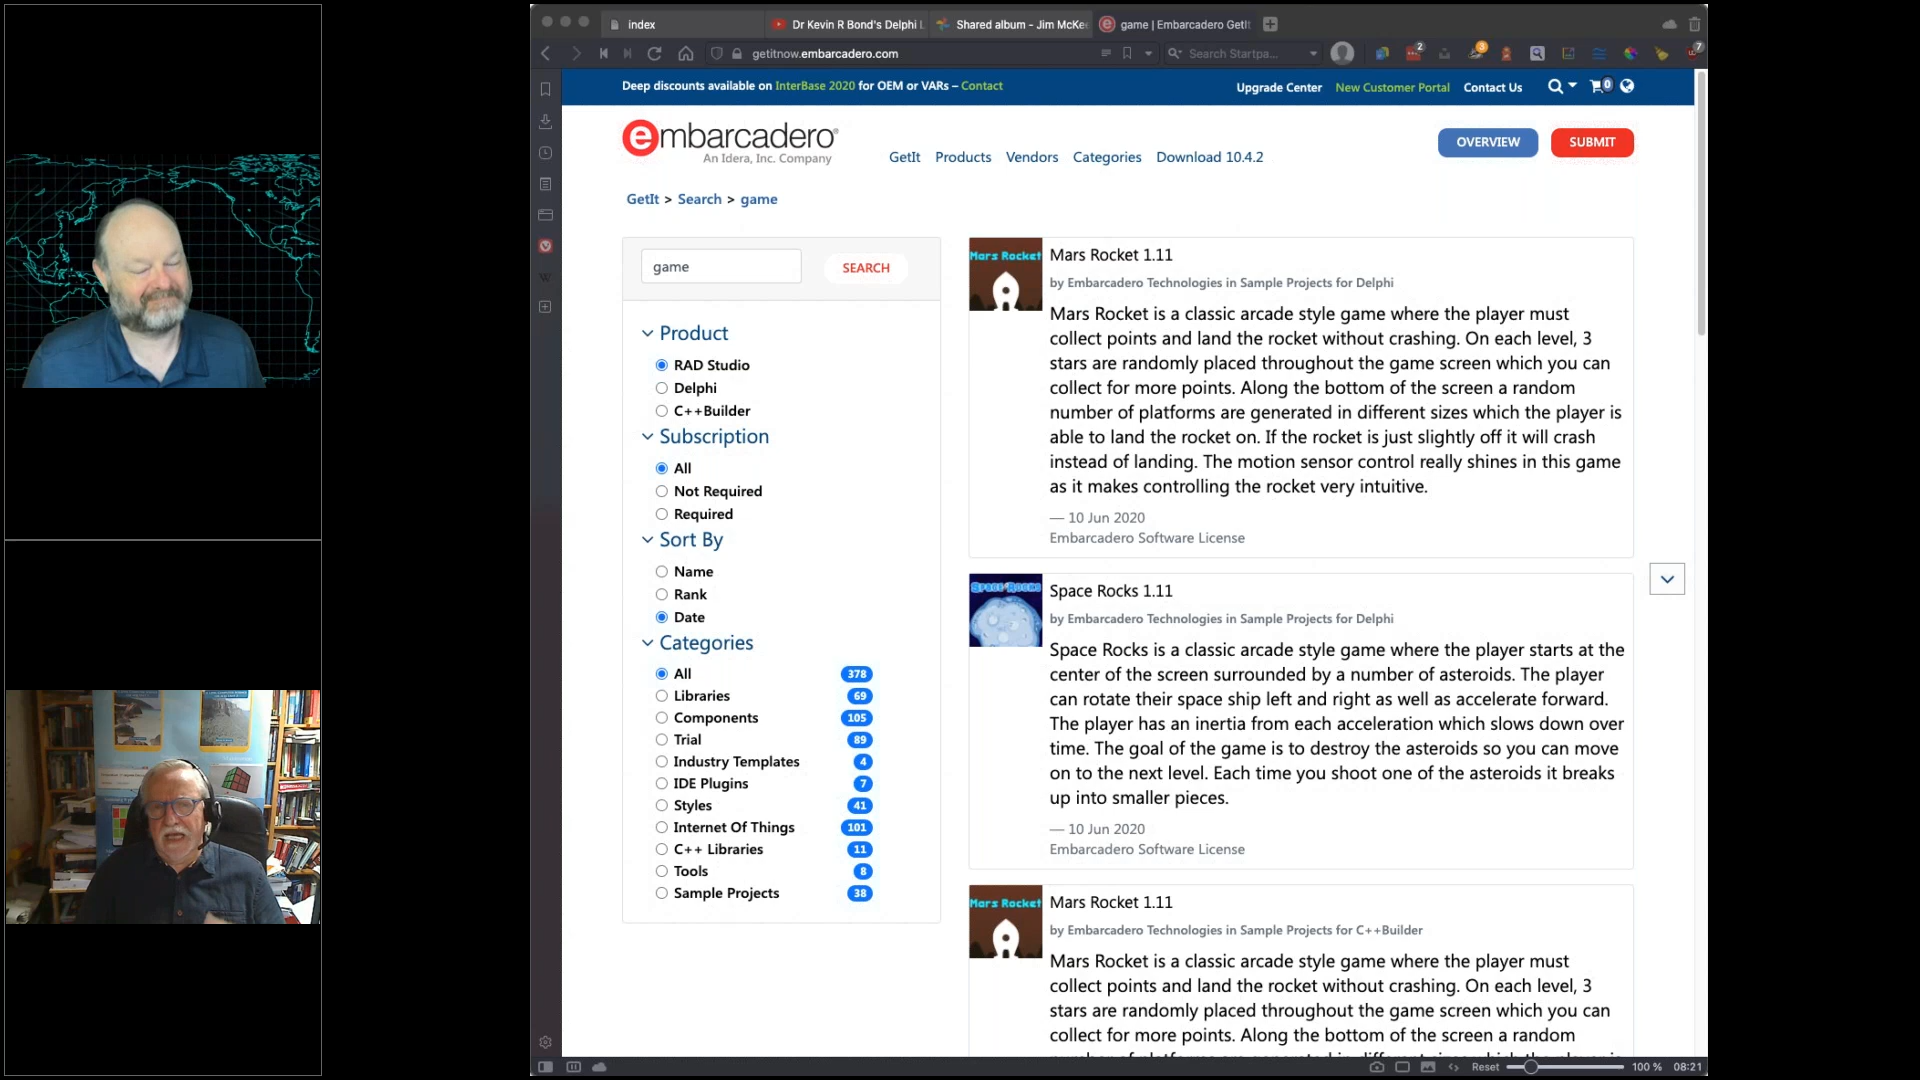 index
Dr Kevin R Bond's Delphi
Shared album - Jim McKe
game | Embarcadero GetIt
getitnow.embarcadero.com
Search Startpa...
2
3
7
Deep discounts available on InterBase 2020 for OEM or VARs – Contact
Upgrade Center
New Customer Portal
Contact Us
0
embarcadero
An Idera, Inc. Company
GetIt
Products
Vendors
Categories
Download 10.4.2
OVERVIEW
SUBMIT
GetIt > Search > game
game
SEARCH
Product
RAD Studio
Delphi
C++Builder
Subscription
All
Not Required
Required
Sort By
Name
Rank
Date
Categories
All 378
Libraries 69
Components 105
Trial 89
Industry Templates 4
IDE Plugins 7
Styles 41
Internet Of Things 101
C++ Libraries 11
Tools 8
Sample Projects 38
Mars Rocket
Mars Rocket 1.11
by Embarcadero Technologies in Sample Projects for Delphi
Mars Rocket is a classic arcade style game where the player must
collect points and land the rocket without crashing. On each level, 3
stars are randomly placed throughout the game screen which you can
collect for more points. Along the bottom of the screen a random
number of platforms are generated in different sizes which the player is
able to land the rocket on. If the rocket is just slightly off it will crash
instead of landing. The motion sensor control really shines in this game
as it makes controlling the rocket very intuitive.
— 10 Jun 2020
Embarcadero Software License
Space Rocks
Space Rocks 1.11
by Embarcadero Technologies in Sample Projects for Delphi
Space Rocks is a classic arcade style game where the player starts at the
center of the screen surrounded by a number of asteroids. The player
can rotate their space ship left and right as well as accelerate forward.
The player has an inertia from each acceleration which slows down over
time. The goal of the game is to destroy the asteroids so you can move
on to the next level. Each time you shoot one of the asteroids it breaks
up into smaller pieces.
— 10 Jun 2020
Embarcadero Software License
Mars Rocket
Mars Rocket 1.11
by Embarcadero Technologies in Sample Projects for C++Builder
Mars Rocket is a classic arcade style game where the player must
collect points and land the rocket without crashing. On each level, 3
stars are randomly placed throughout the game screen which you can
collect for more points. Along the bottom of the screen a random
Reset
100 %
08:21